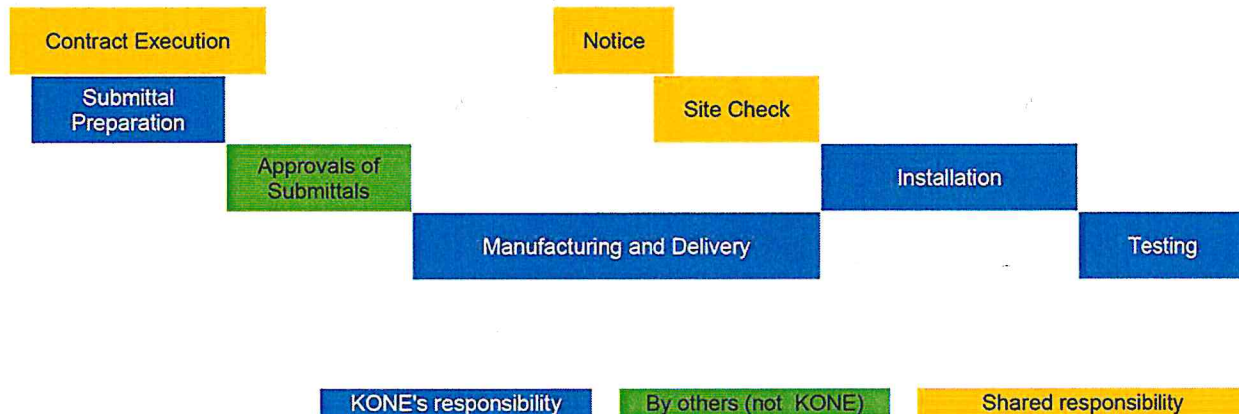 Contract Execution
Notice
Submittal
Preparation
Site Check
Approvals of
Submittals
Installation
Manufacturing and Delivery
Testing
KONE's responsibility
By others (not KONE)
Shared responsibility